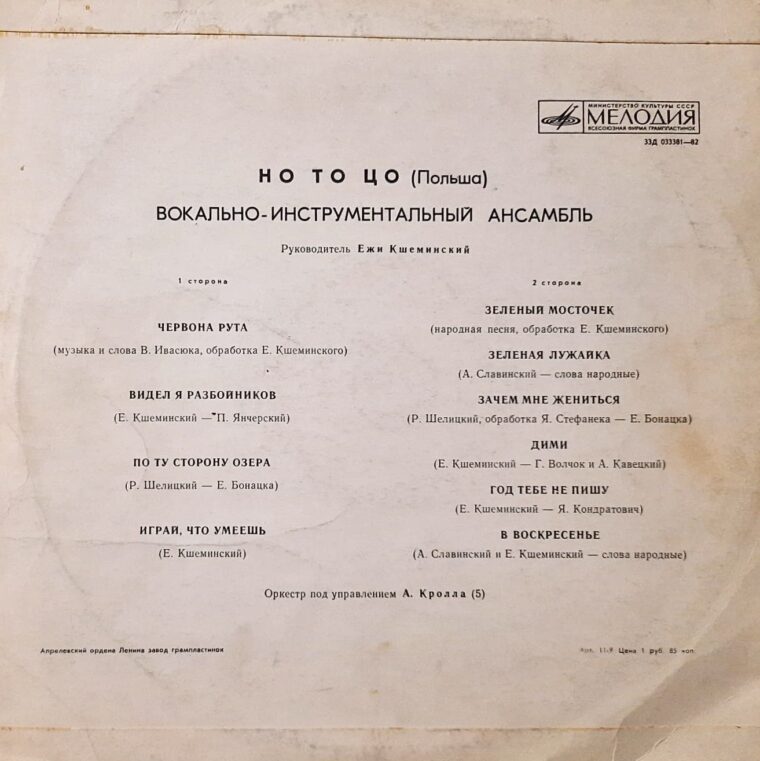 МИНИСТЕРСТВО КУЛЬТУРЫ СССР
МЕЛОДИЯ
ВСЕСОЮЗНАЯ ФИРМА ГРАМПЛАСТИНОК
33Д 033381—82
НО ТО ЦО (Польша)
ВОКАЛЬНО-ИНСТРУМЕНТАЛЬНЫЙ АНСАМБЛЬ
Руководитель Ежи Кшеминский
1 сторона
ЧЕРВОНА РУТА
(музыка и слова В. Ивасюка, обработка Е. Кшеминского)
ВИДЕЛ Я РАЗБОЙНИКОВ
(Е. Кшеминский — П. Янчерский)
ПО ТУ СТОРОНУ ОЗЕРА
(Р. Шелицкий — Е. Бонацка)
ИГРАЙ, ЧТО УМЕЕШЬ
(Е. Кшеминский)
2 сторона
ЗЕЛЕНЫЙ МОСТОЧЕК
(народная песня, обработка Е. Кшеминского)
ЗЕЛЕНАЯ ЛУЖАЙКА
(А. Славинский — слова народные)
ЗАЧЕМ МНЕ ЖЕНИТЬСЯ
(Р. Шелицкий, обработка Я. Стефанека — Е. Бонацка)
ДИМИ
(Е. Кшеминский — Г. Волчок и А. Кавецкий)
ГОД ТЕБЕ НЕ ПИШУ
(Е. Кшеминский — Я. Кондратович)
В ВОСКРЕСЕНЬЕ
(А. Славинский и Е. Кшеминский — слова народные)
Оркестр под управлением А. Кролла (5)
Апрелевский ордена Ленина завод грампластинок
Арт. 11-9 Цена 1 руб. 85 коп.